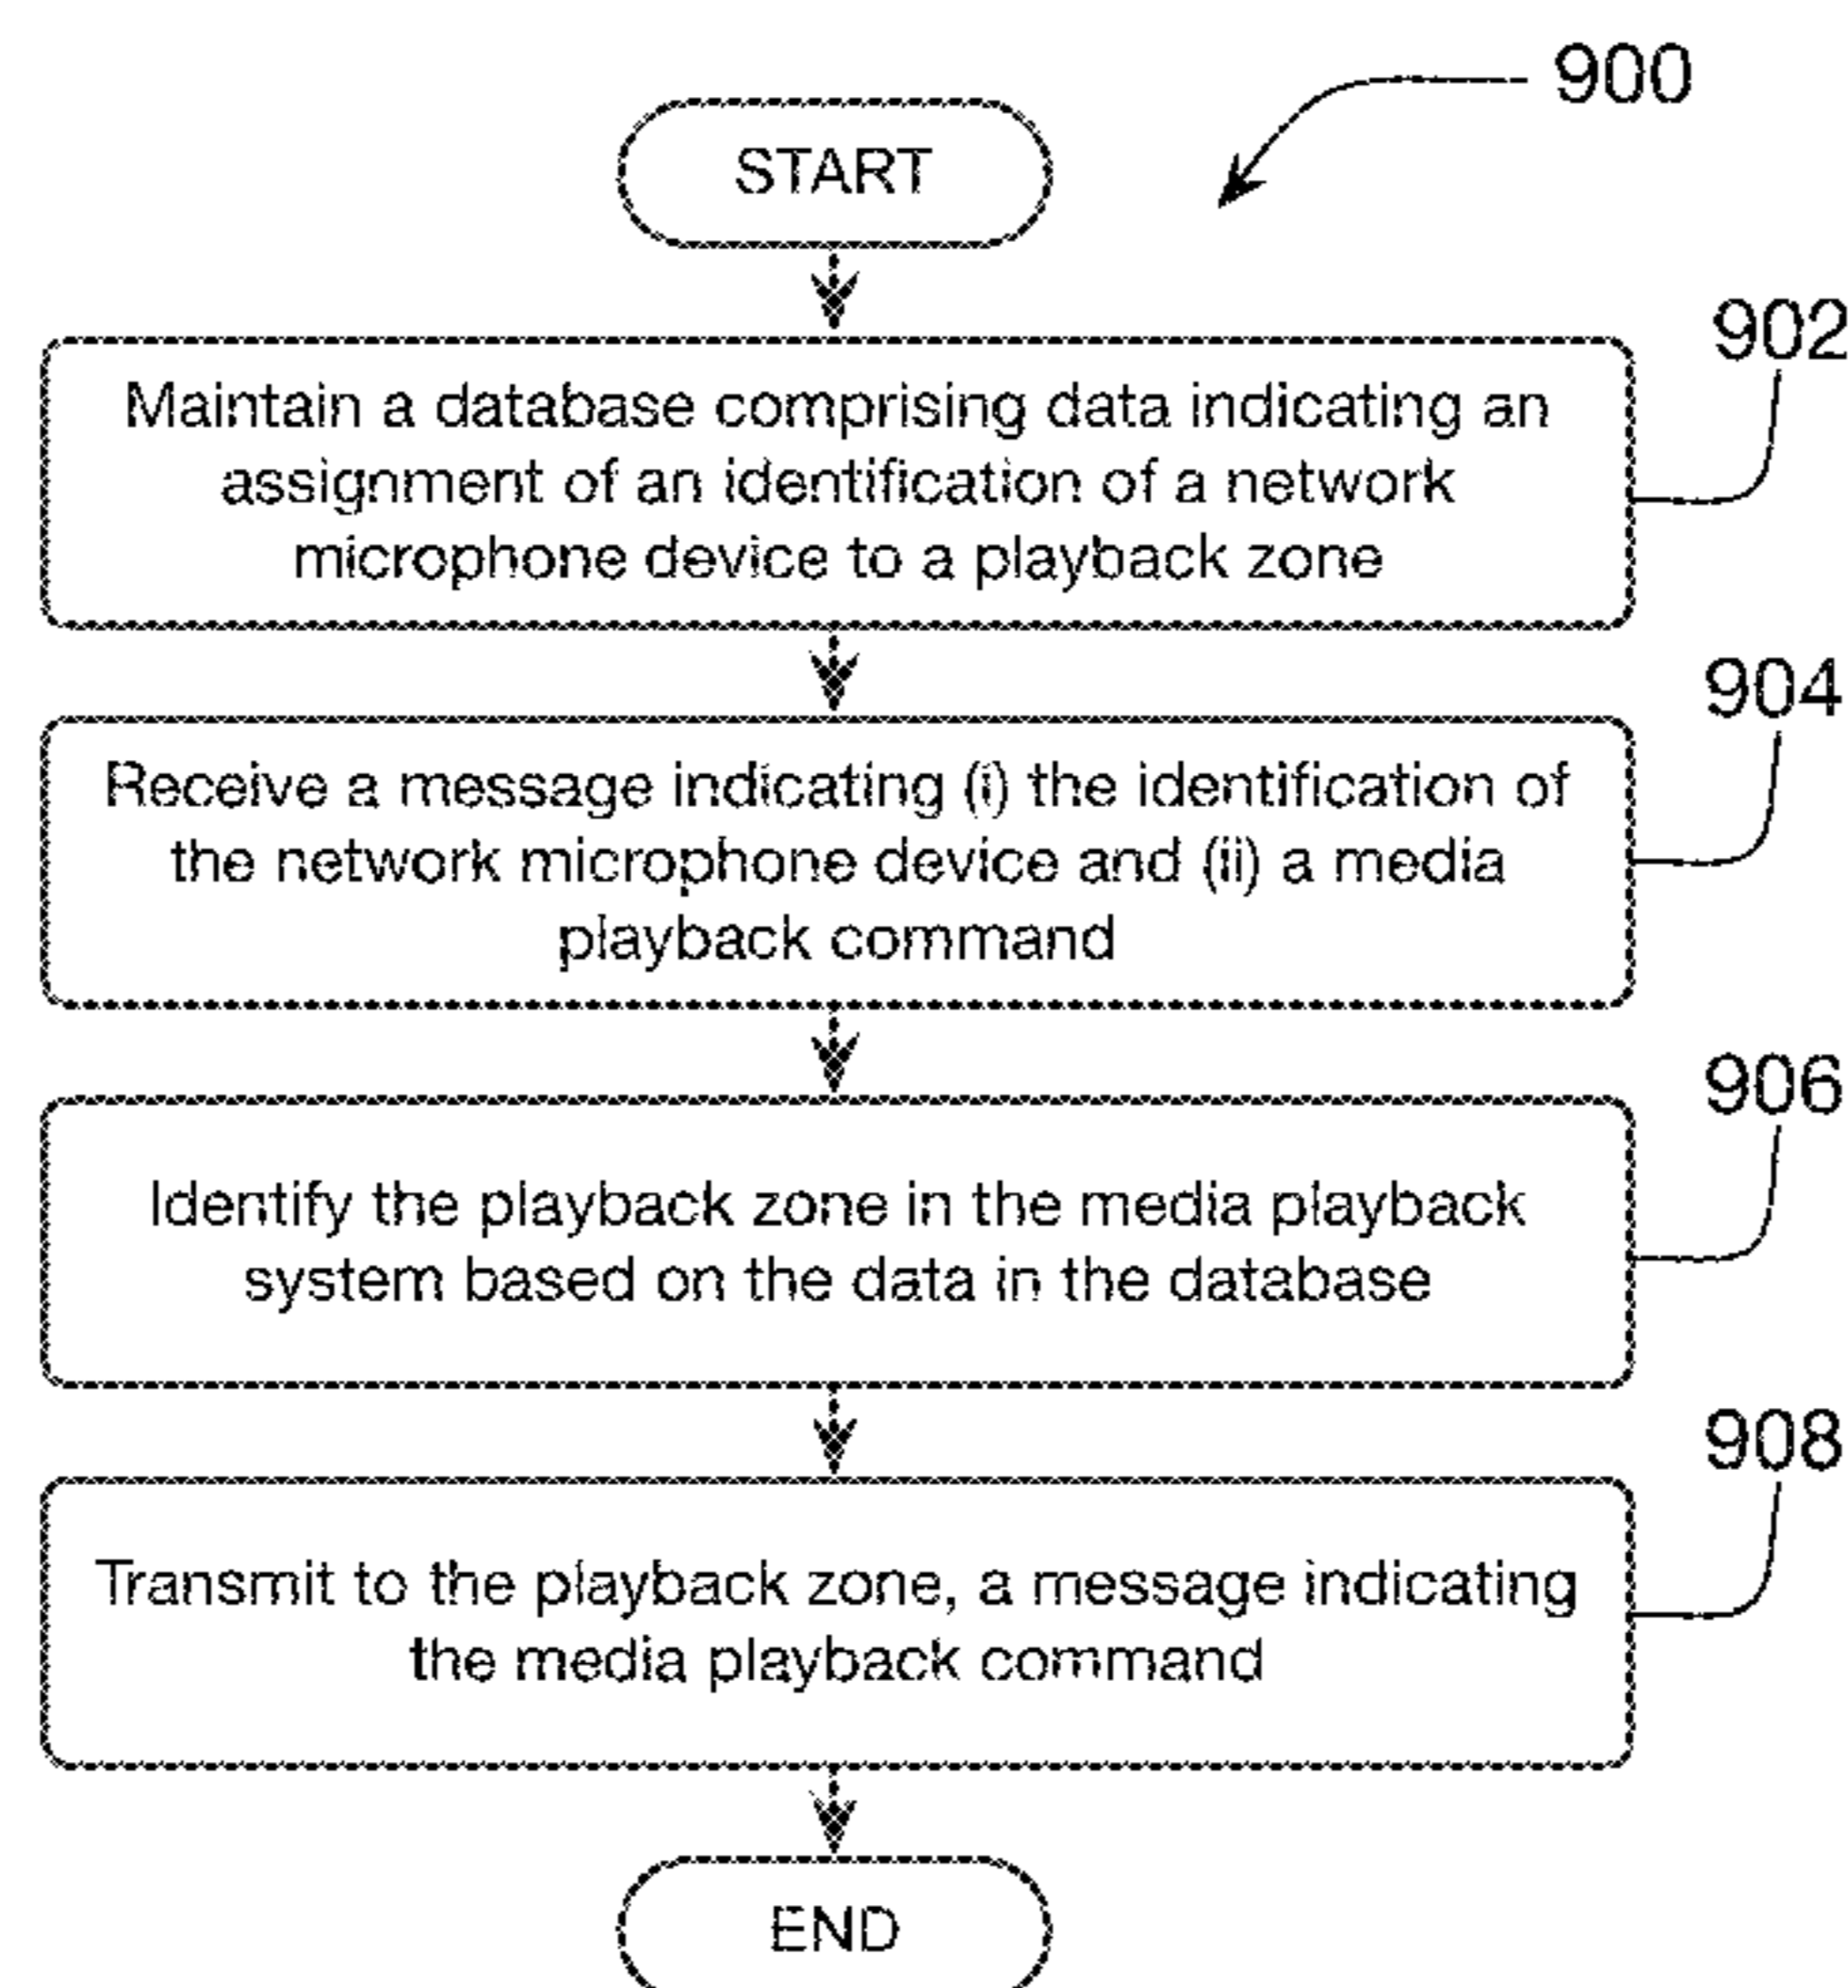 900
START
902
Maintain a database comprising data indicating an
assignment of an identification of a network
microphone device to a playback zone
904
Receive a message indicating (i) the identification of
the network microphone device and (ii) a media
playback command
906
Identify the playback zone in the media playback
system based on the data in the database
908
Transmit to the playback zone, a message indicating
the media playback command
END